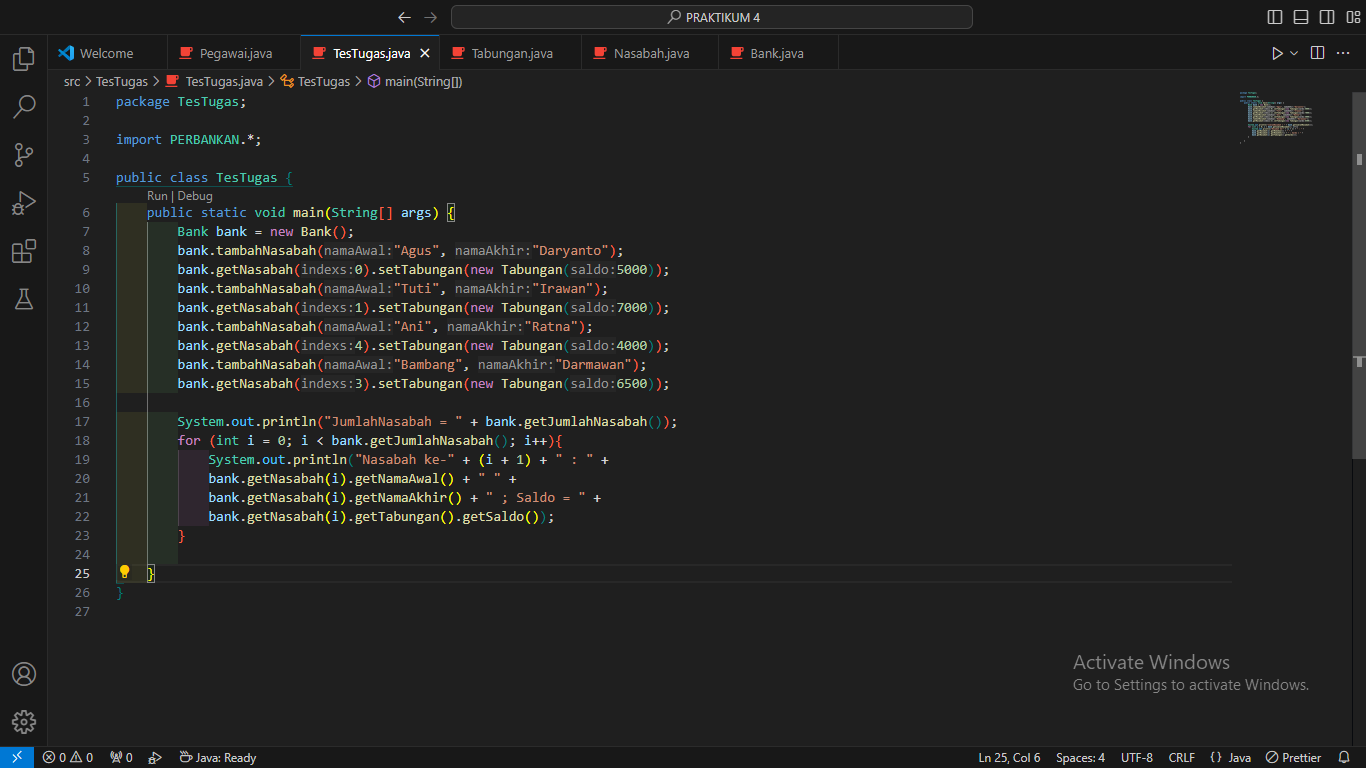 PRAKTIKUM 4
Welcome Pegawai.java TesTugas.java Tabungan.java Nasabah.java Bank.java
src > TesTugas > TesTugas.java > TesTugas > main(String[])
1 package TesTugas;
2
3 import PERBANKAN.*;
4
5 public class TesTugas {
Run | Debug
6 public static void main(String[] args) {
7 Bank bank = new Bank();
8 bank.tambahNasabah(namaAwal:"Agus", namaAkhir:"Daryanto");
9 bank.getNasabah(indexs:0).setTabungan(new Tabungan(saldo:5000));
10 bank.tambahNasabah(namaAwal:"Tuti", namaAkhir:"Irawan");
11 bank.getNasabah(indexs:1).setTabungan(new Tabungan(saldo:7000));
12 bank.tambahNasabah(namaAwal:"Ani", namaAkhir:"Ratna");
13 bank.getNasabah(indexs:4).setTabungan(new Tabungan(saldo:4000));
14 bank.tambahNasabah(namaAwal:"Bambang", namaAkhir:"Darmawan");
15 bank.getNasabah(indexs:3).setTabungan(new Tabungan(saldo:6500));
16
17 System.out.println("JumlahNasabah = " + bank.getJumlahNasabah());
18 for (int i = 0; i < bank.getJumlahNasabah(); i++){
19 System.out.println("Nasabah ke-" + (i + 1) + " : " +
20 bank.getNasabah(i).getNamaAwal() + " " +
21 bank.getNasabah(i).getNamaAkhir() + " ; Saldo = " +
22 bank.getNasabah(i).getTabungan().getSaldo());
23 }
24
25 }
26 }
27
Activate Windows
Go to Settings to activate Windows.
0 0 0 Java: Ready Ln 25, Col 6 Spaces: 4 UTF-8 CRLF {} Java Prettier